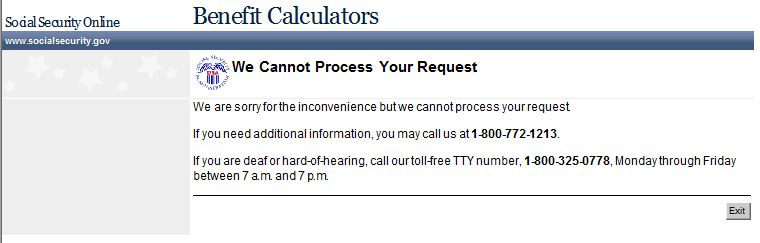 Social Security Online
Benefit Calculators
www.socialsecurity.gov
We Cannot Process Your Request
We are sorry for the inconvenience but we cannot process your request.
If you need additional information, you may call us at 1-800-772-1213.
If you are deaf or hard-of-hearing, call our toll-free TTY number, 1-800-325-0778, Monday through Friday
between 7 a.m. and 7 p.m.
Exit